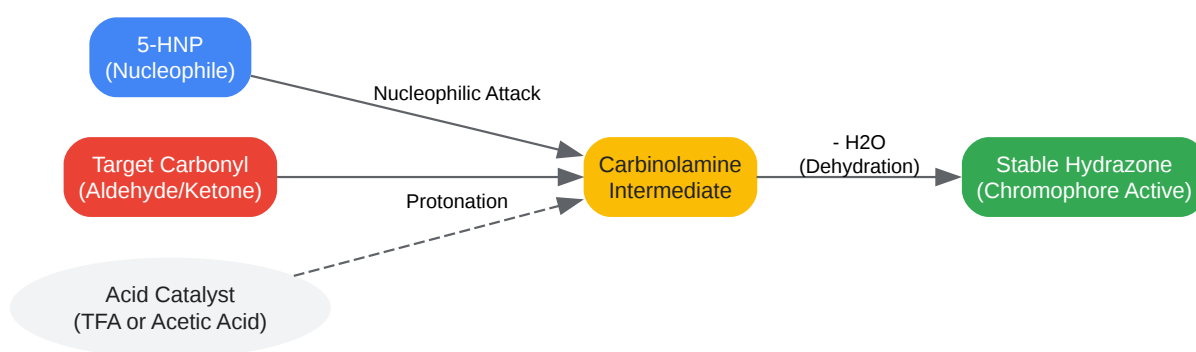 5-HNP
(Nucleophile)
Nucleophilic Attack
Target Carbonyl
(Aldehyde/Ketone)
Protonation
Acid Catalyst
(TFA or Acetic Acid)
Carbinolamine
Intermediate
- H2O
(Dehydration)
Stable Hydrazone
(Chromophore Active)